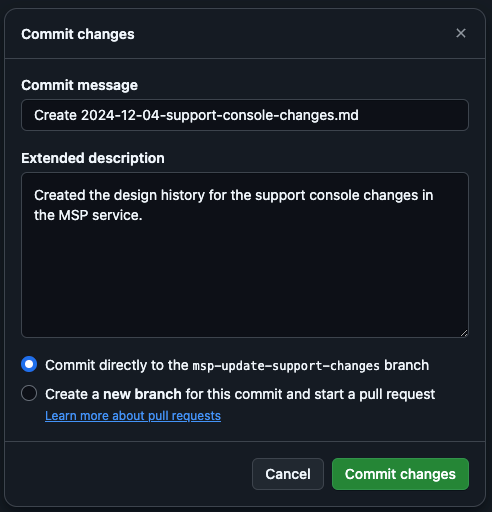 Commit changes
Commit message
Create 2024-12-04-support-console-changes.md
Extended description
Created the design history for the support console changes in
the MSP service.
Commit directly to the msp-update-support-changes branch
Create a new branch for this commit and start a pull request
Learn more about pull requests
Cancel
Commit changes